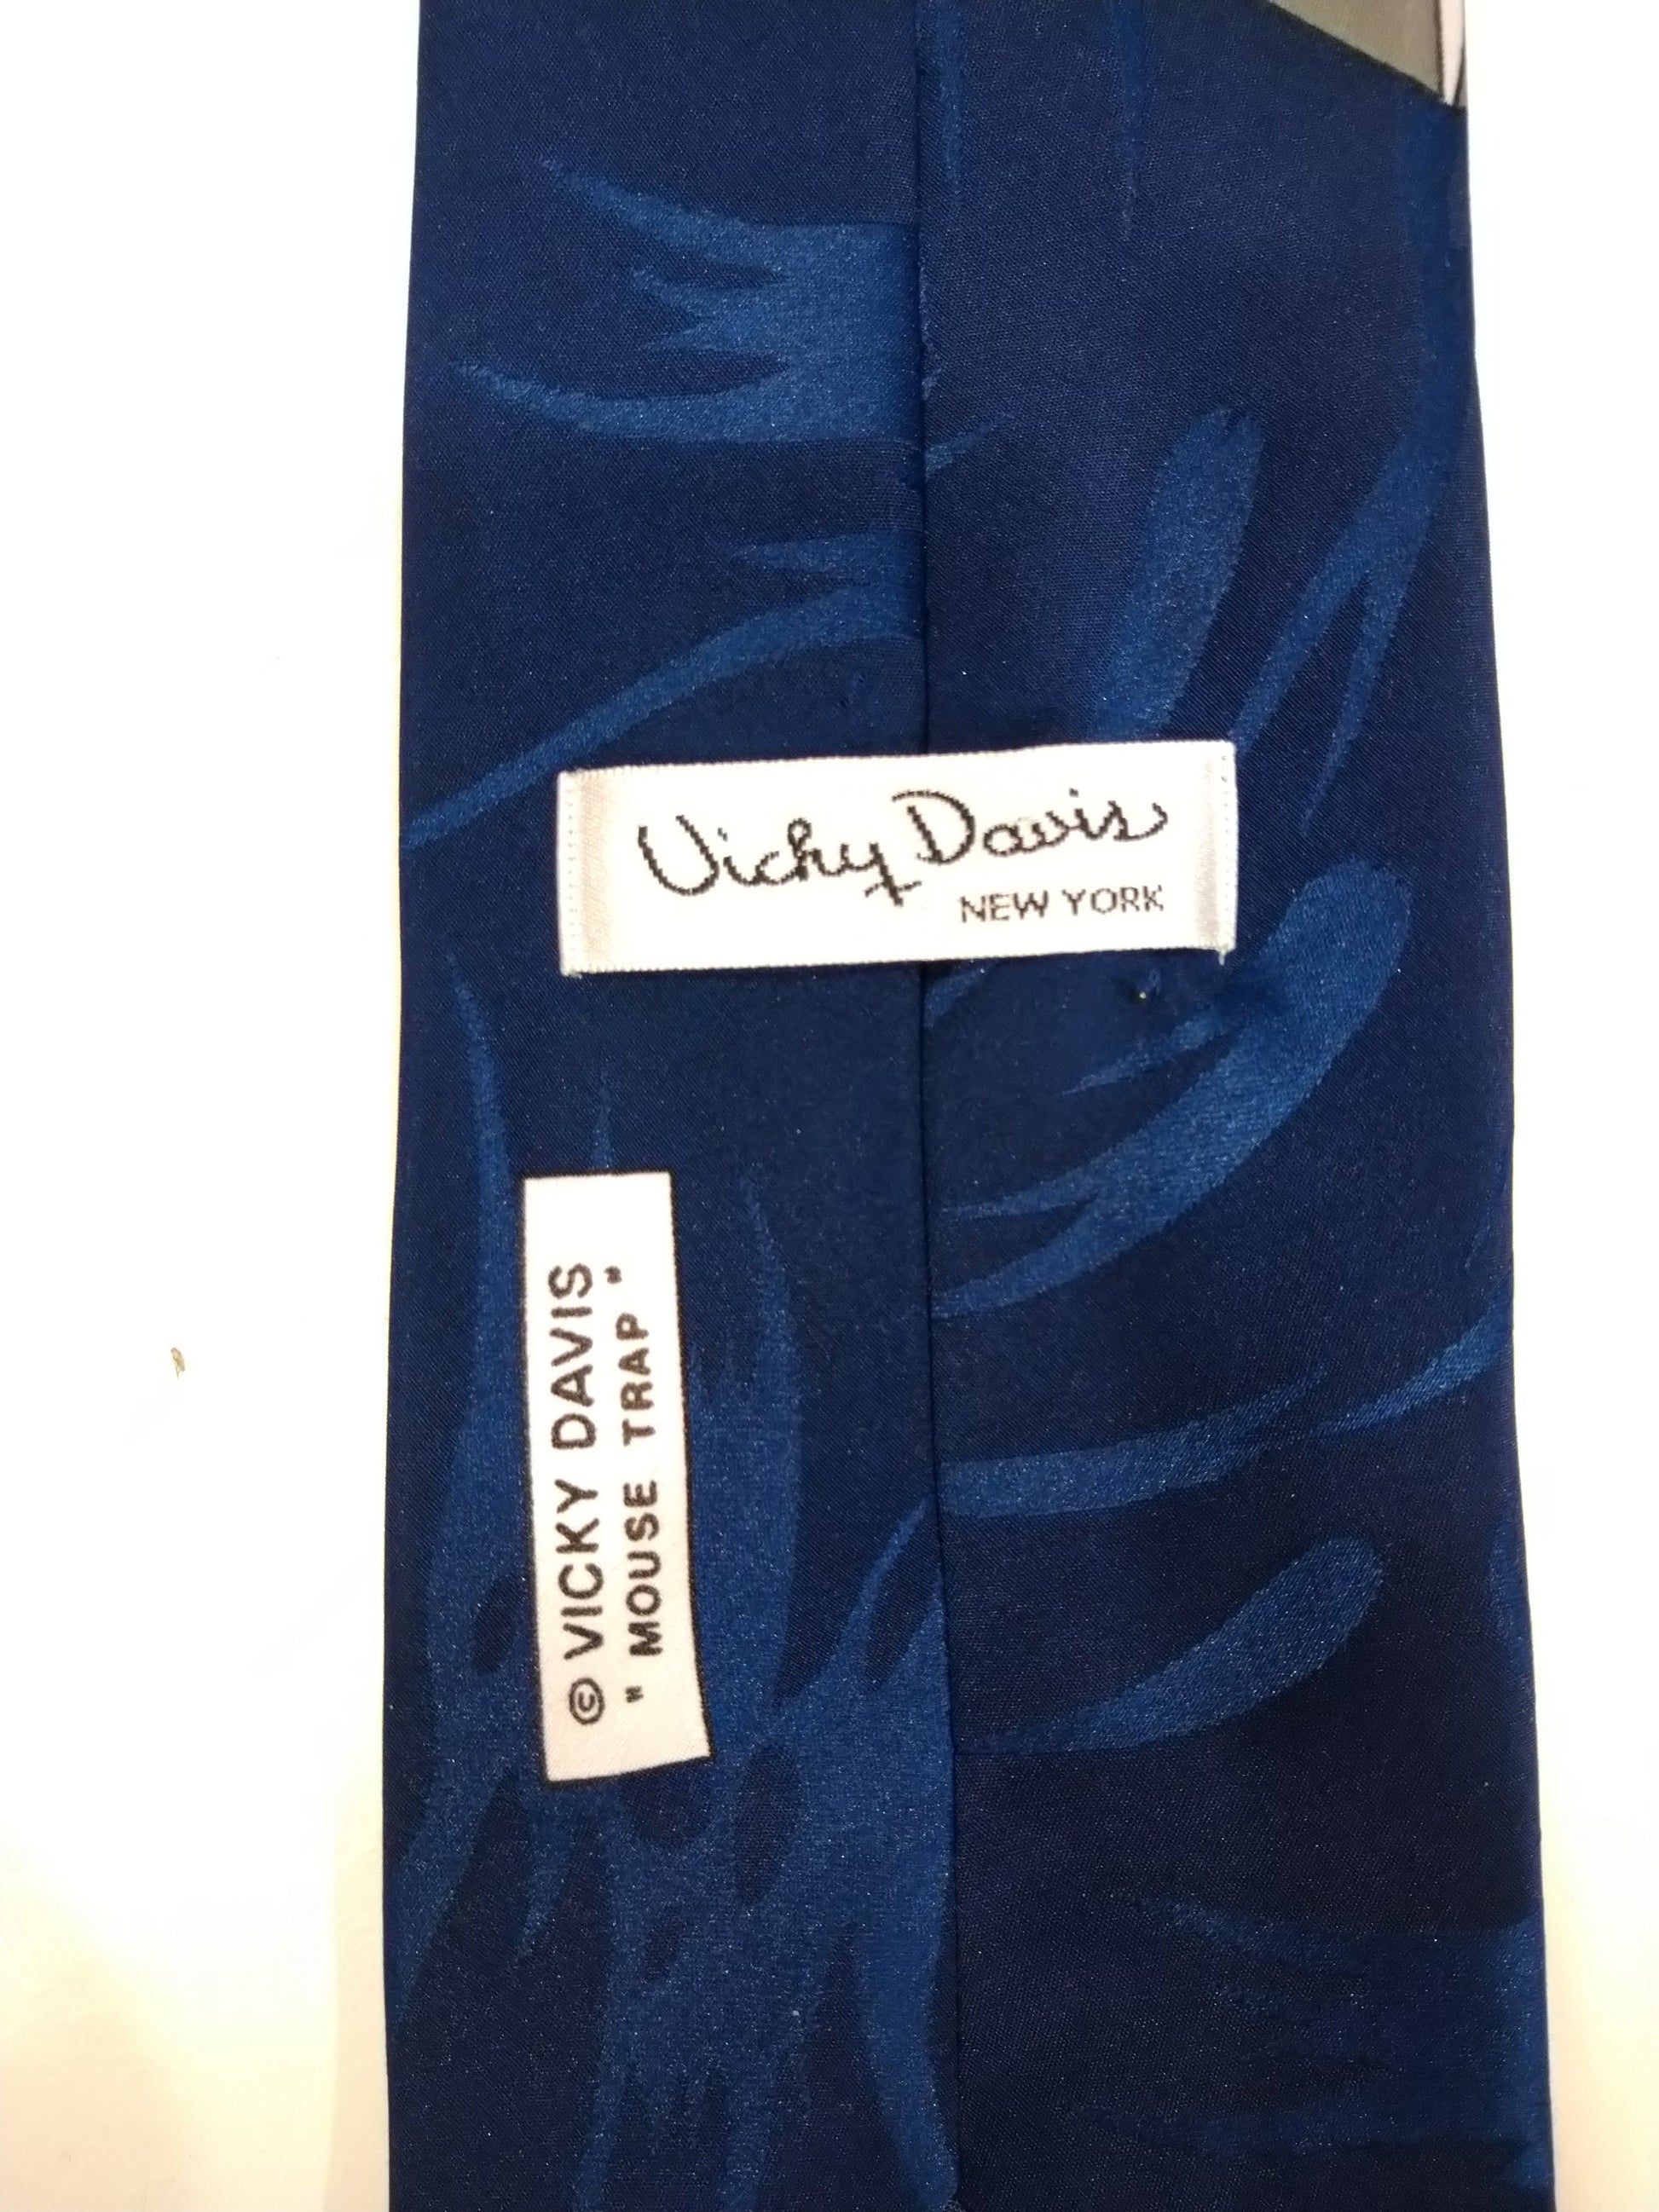 Vicky Davis
NEW YORK
© VICKY DAVIS
" MOUSE TRAP "